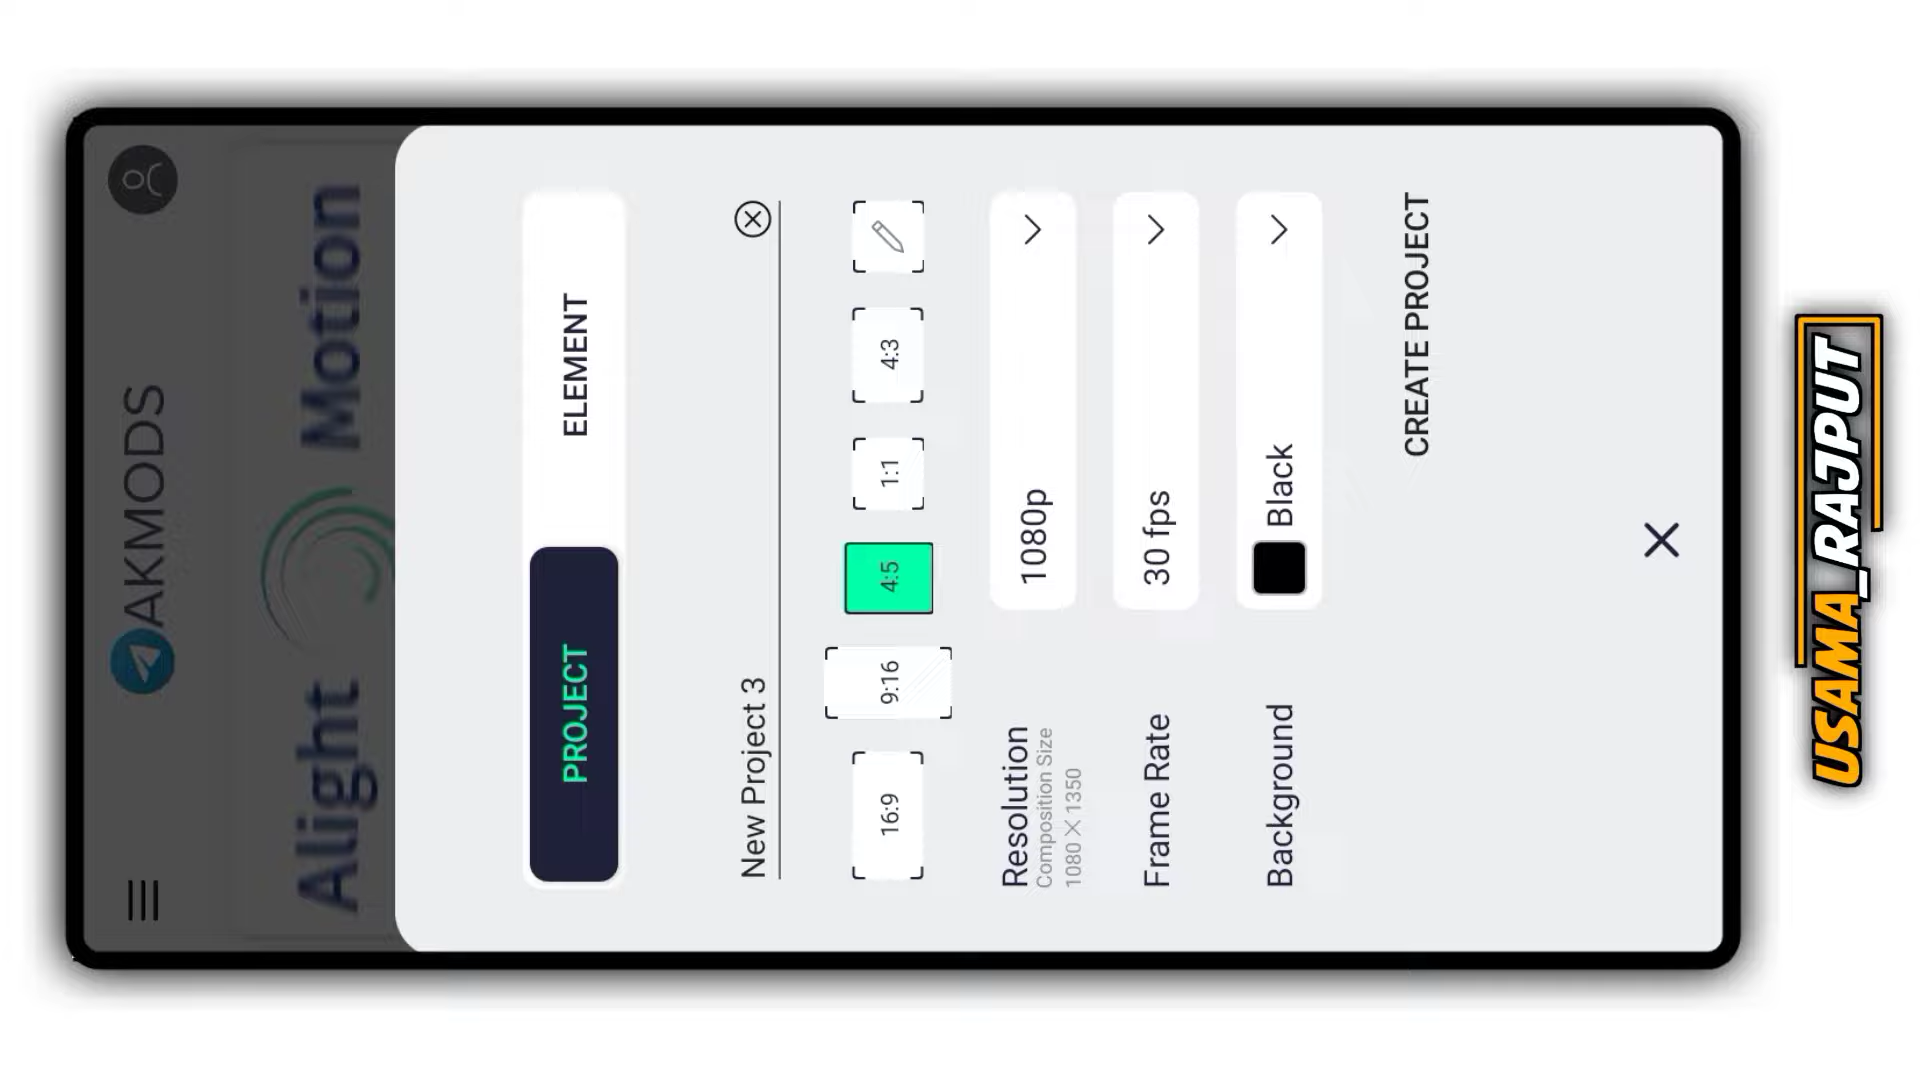 AKMODS
Alight Motion
PROJECT
ELEMENT
New Project 3
16:9
9:16
4:5
1:1
4:3
Resolution
Composition Size
1080 X 1350
1080p
Frame Rate
30 fps
Background
Black
CREATE PROJECT
USAMA_RAJPUT